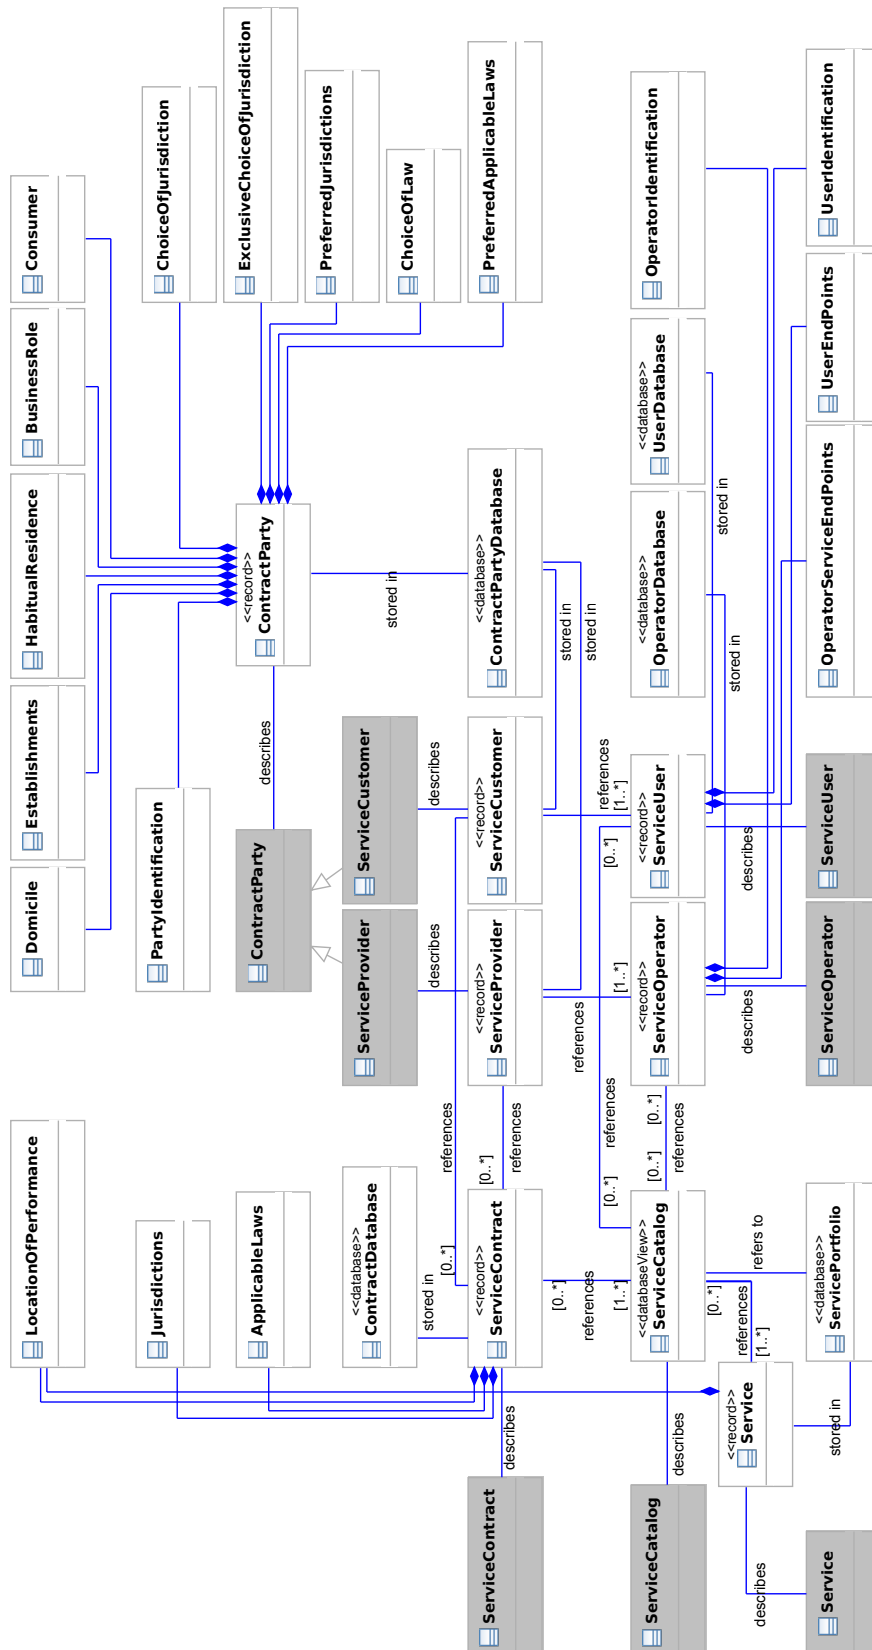 LocationOfPerformance
Domicile
Establishments
HabitualResidence
BusinessRole
Consumer
Jurisdictions
PartyIdentification
ChoiceOfJurisdiction
ApplicableLaws
ContractParty
describes
<<record>>
ContractParty
ExclusiveChoiceOfJurisdiction
PreferredJurisdictions
<<database>>
ContractDatabase
ServiceProvider
ServiceCustomer
stored in
ChoiceOfLaw
stored in
describes
describes
[0..*]
references
ServiceContract
describes
<<record>>
ServiceContract
[0..*]
references
<<record>>
ServiceProvider
<<record>>
ServiceCustomer
<<database>>
ContractPartyDatabase
PreferredApplicableLaws
stored in
stored in
[0..*]
references
[1..*]
references
[1..*]
references
[1..*]
[0..*]
references
[0..*]
ServiceCatalog
describes
<<databaseView>>
ServiceCatalog
[0..*]
references
[0..*]
<<record>>
ServiceOperator
<<record>>
ServiceUser
<<database>>
OperatorDatabase
<<database>>
UserDatabase
OperatorIdentification
stored in
stored in
[0..*]
references
[1..*]
refers to
describes
describes
<<record>>
Service
describes
Service
stored in
<<database>>
ServicePortfolio
ServiceOperator
ServiceUser
OperatorServiceEndPoints
UserEndPoints
UserIdentification